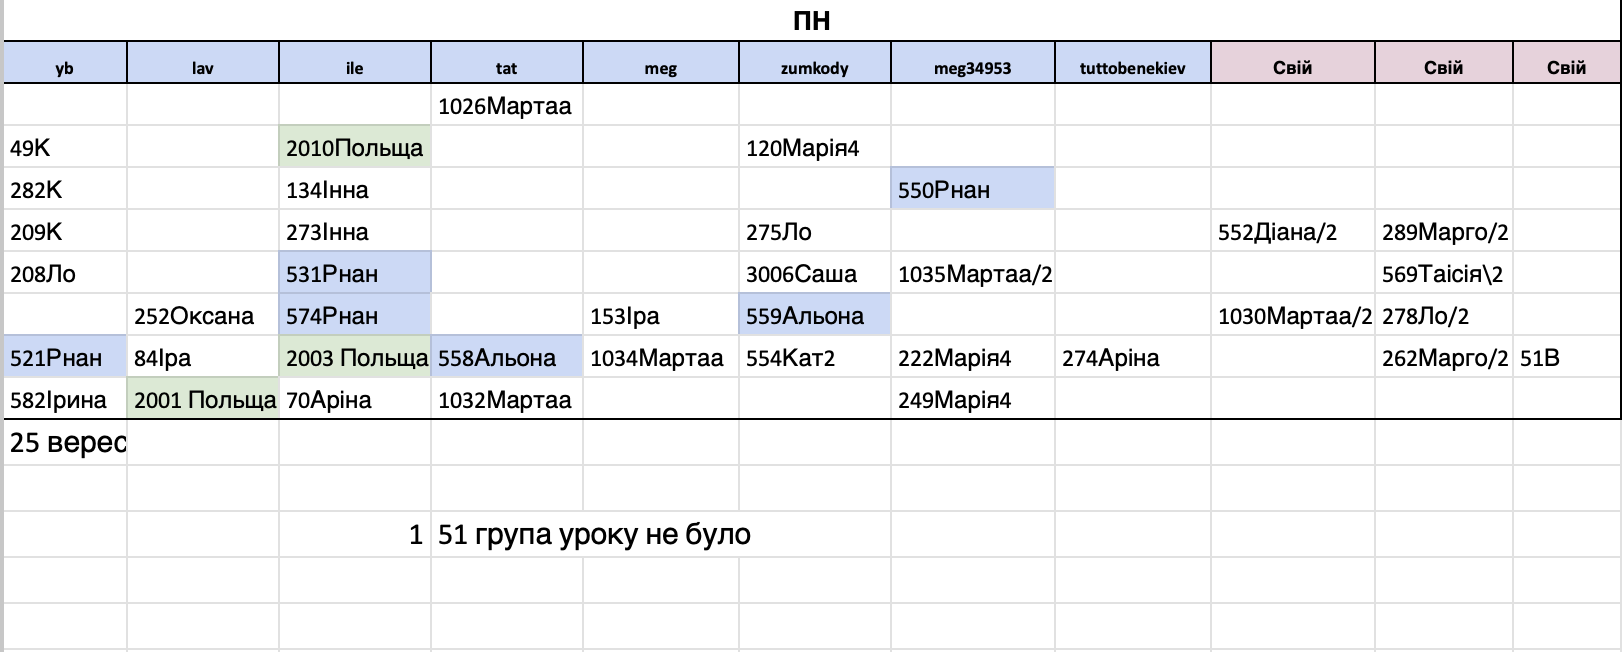 ПН
yb lav ile tat meg zumkody meg34953 tuttobenekiev Свій Свій Свій
1026Мартаа
49К 2010Польща 120Марія4
282К 134Інна 550Рнан
209К 273Інна 275Ло 552Діана/2 289Марго/2
208Ло 531Рнан 3006Саша 1035Мартаа/2 569Таісія\2
252Оксана 574Рнан 153Іра 559Альона 1030Мартаа/2 278Ло/2
521Рнан 84Іра 2003 Польща 558Альона 1034Мартаа 554Кат2 222Марія4 274Аріна 262Марго/2 51В
582Ірина 2001 Польща 70Аріна 1032Мартаа 249Марія4
25 верес
1 51 група уроку не було